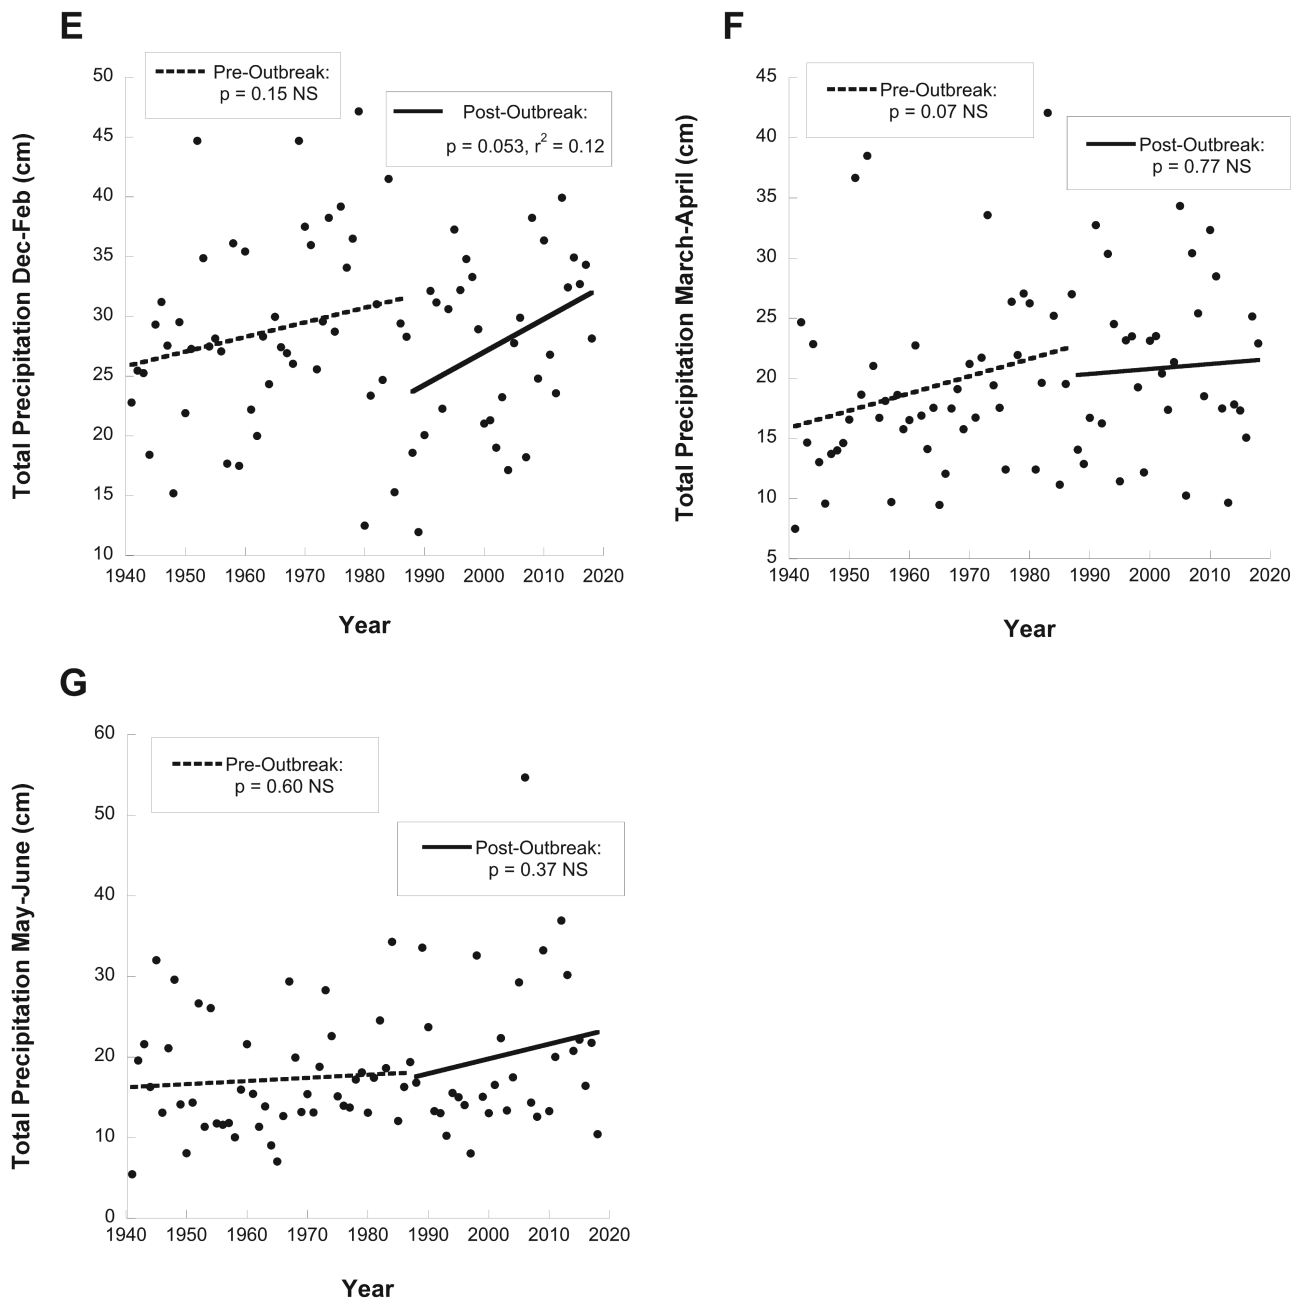 E
Pre-Outbreak:
p = 0.15 NS
Post-Outbreak:
p = 0.053, r² = 0.12
Total Precipitation Dec-Feb (cm)
50
45
40
35
30
25
20
15
10
1940 1950 1960 1970 1980 1990 2000 2010 2020
Year
F
Pre-Outbreak:
p = 0.07 NS
Post-Outbreak:
p = 0.77 NS
Total Precipitation March-April (cm)
45
40
35
30
25
20
15
10
5
1940 1950 1960 1970 1980 1990 2000 2010 2020
Year
G
Pre-Outbreak:
p = 0.60 NS
Post-Outbreak:
p = 0.37 NS
Total Precipitation May-June (cm)
60
50
40
30
20
10
0
1940 1950 1960 1970 1980 1990 2000 2010 2020
Year